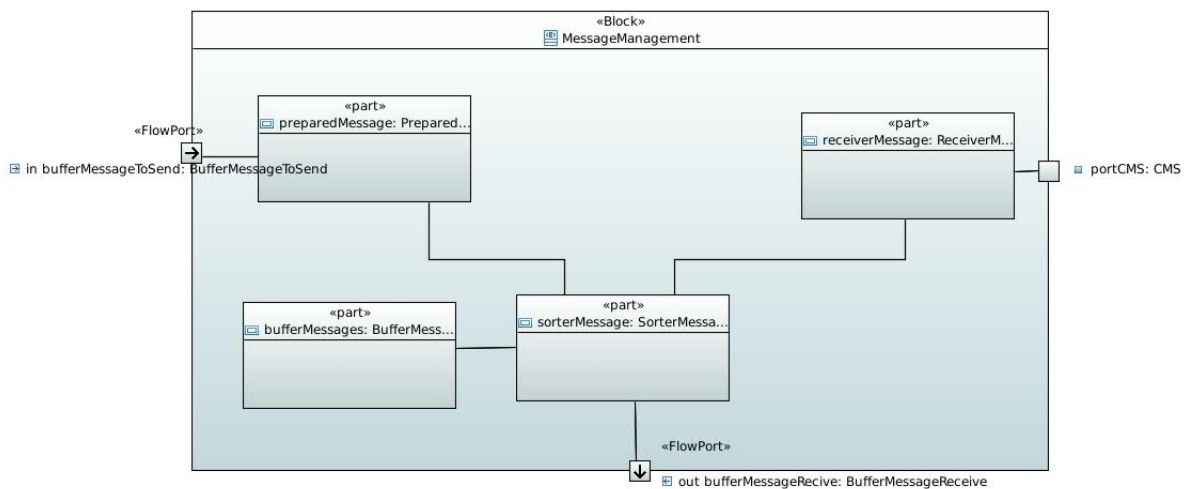 «Block»
MessageManagement
«part»
preparedMessage: Prepared...
«part»
receiverMessage: ReceiverM...
«FlowPort»
in bufferMessageToSend: BufferMessageToSend
portCMS: CMS
«part»
bufferMessages: BufferMess...
«part»
sorterMessage: SorterMessa...
«FlowPort»
out bufferMessageRecive: BufferMessageReceive